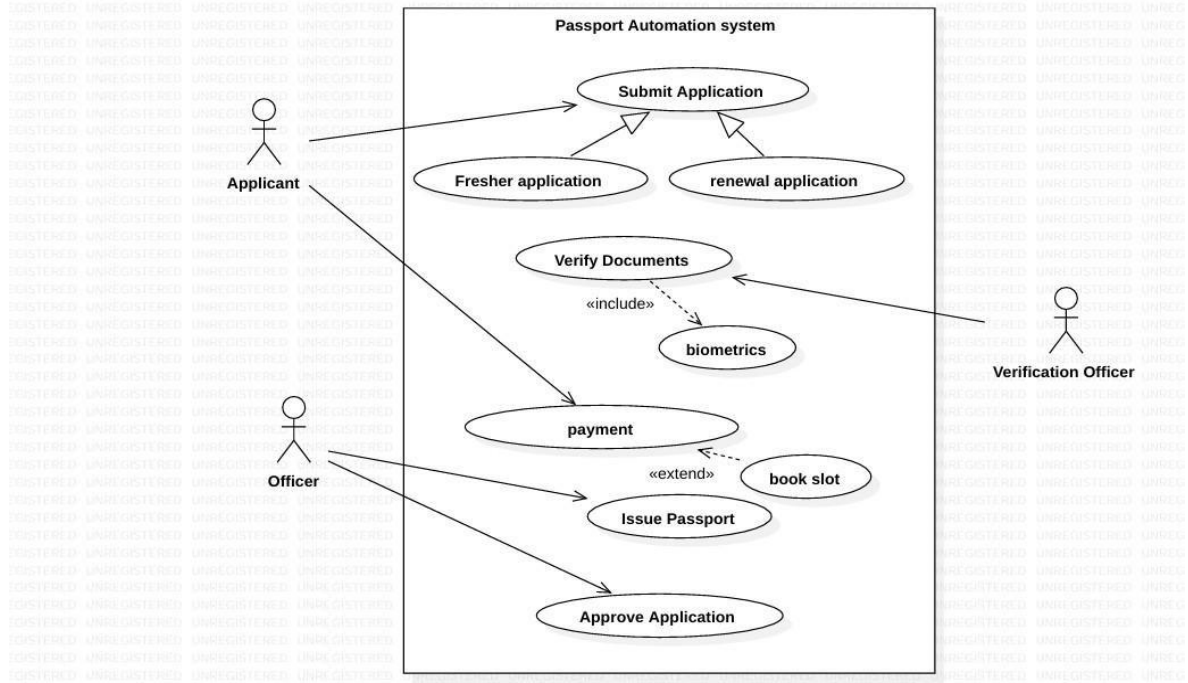 Passport Automation system
Submit Application
Applicant
Fresher application
renewal application
Verify Documents
«include»
biometrics
Verification Officer
payment
Officer
«extend»
book slot
Issue Passport
Approve Application
UNREGISTERED